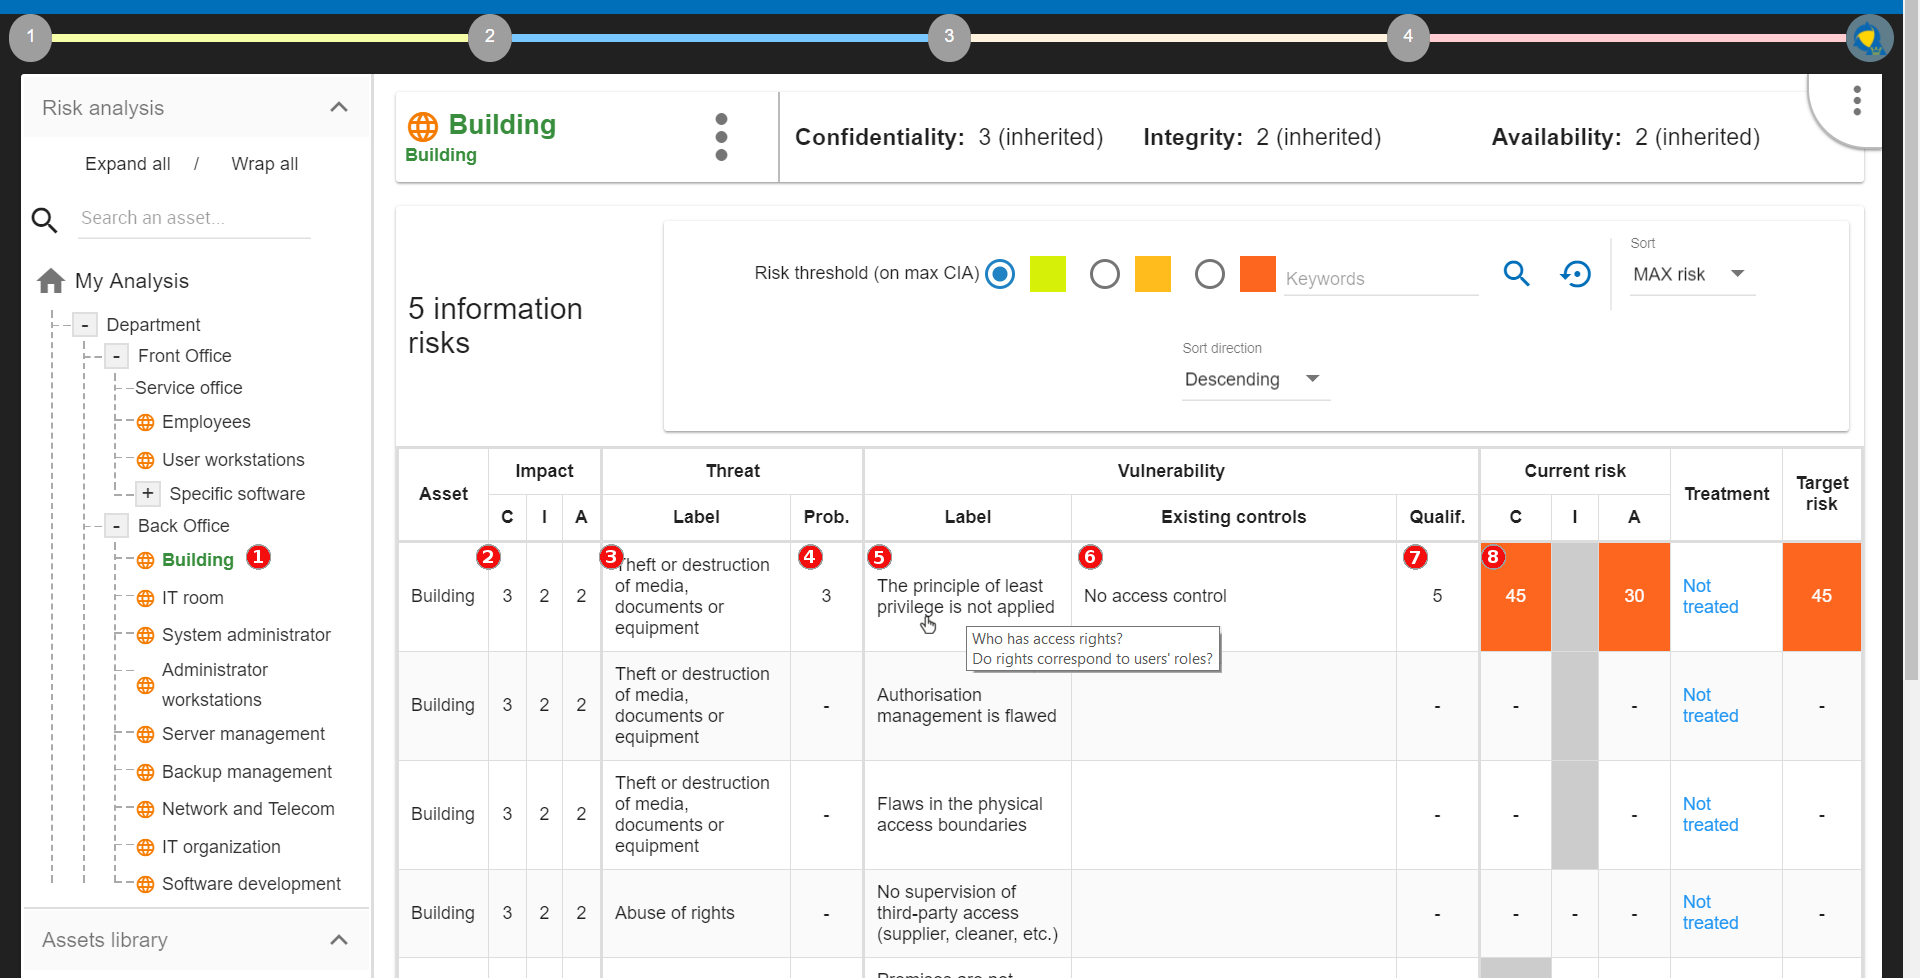 1
2
3
4
Risk analysis
Expand all / Wrap all
Search an asset...
My Analysis
- Department
- Front Office
Service office
Employees
User workstations
+ Specific software
- Back Office
Building 1
IT room
System administrator
Administrator
workstations
Server management
Backup management
Network and Telecom
IT organization
Software development
Assets library
Building
Building
Confidentiality: 3 (inherited) Integrity: 2 (inherited) Availability: 2 (inherited)
5 information
risks
Risk threshold (on max CIA)
Keywords
Sort
MAX risk
Sort direction
Descending
Asset Impact Threat Vulnerability Current risk Treatment Target
risk
C I A Label Prob. Label Existing controls Qualif. C I A
2 3 4 5 6 7 8
Building 3 2 2 Theft or destruction
of media,
documents or
equipment
3
The principle of least
privilege is not applied
No access control 5 45 30 Not
treated
45
Who has access rights?
Do rights correspond to users' roles?
Building 3 2 2 Theft or destruction
of media,
documents or
equipment
-
Authorisation
management is flawed
- - - Not
treated
-
Building 3 2 2 Theft or destruction
of media,
documents or
equipment
-
Flaws in the physical
access boundaries
- - - Not
treated
-
Building 3 2 2 Abuse of rights -
No supervision of
third-party access
(supplier, cleaner, etc.)
- - - - Not
treated
-
Premises are not